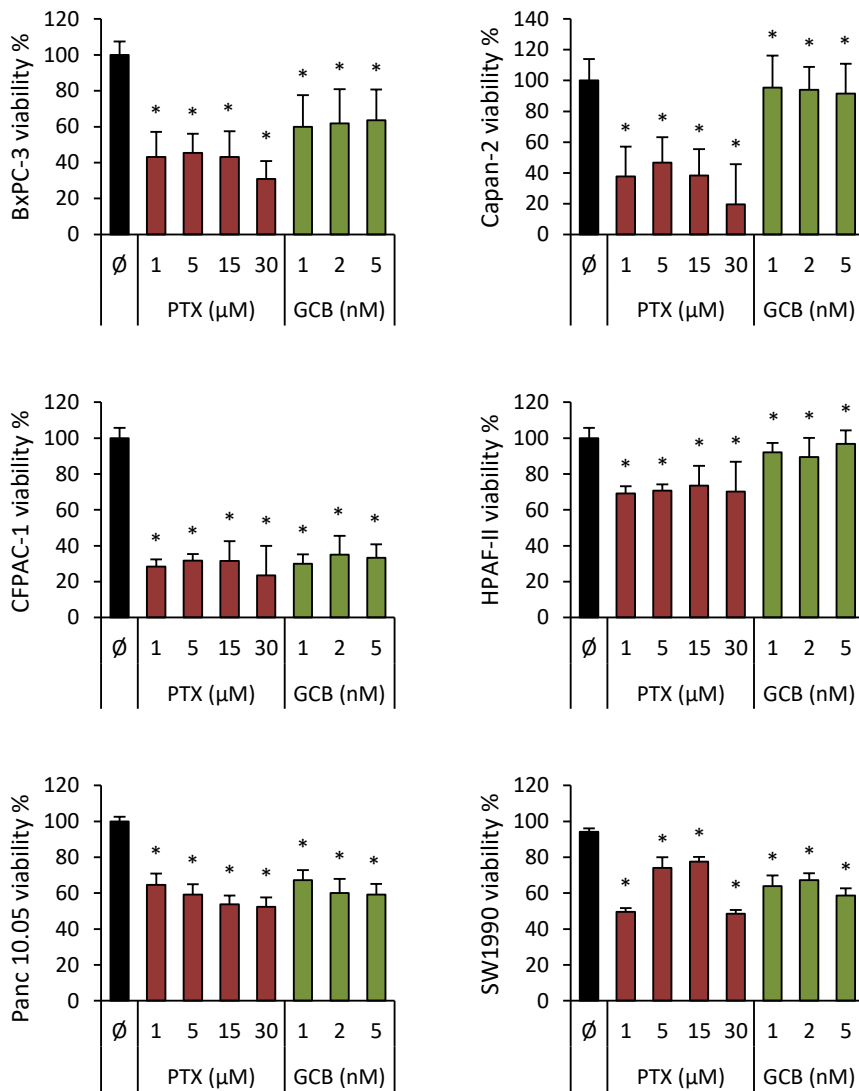 BxPC-3 viability %
120
100
80
60
40
20
0
* * * * * * *
Ø 1 5 15 30 1 2 5
PTX (µM) GCB (nM)
Capan-2 viability %
140
120
100
80
60
40
20
0
* * * * * * *
Ø 1 5 15 30 1 2 5
PTX (µM) GCB (nM)
CFPAC-1 viability %
120
100
80
60
40
20
0
* * * * * * *
Ø 1 5 15 30 1 2 5
PTX (µM) GCB (nM)
HPAF-II viability %
120
100
80
60
40
20
0
* * * * * * *
Ø 1 5 15 30 1 2 5
PTX (µM) GCB (nM)
Panc 10.05 viability %
120
100
80
60
40
20
0
* * * * * * *
Ø 1 5 15 30 1 2 5
PTX (µM) GCB (nM)
SW1990 viability %
120
100
80
60
40
20
0
* * * * * * *
Ø 1 5 15 30 1 2 5
PTX (µM) GCB (nM)